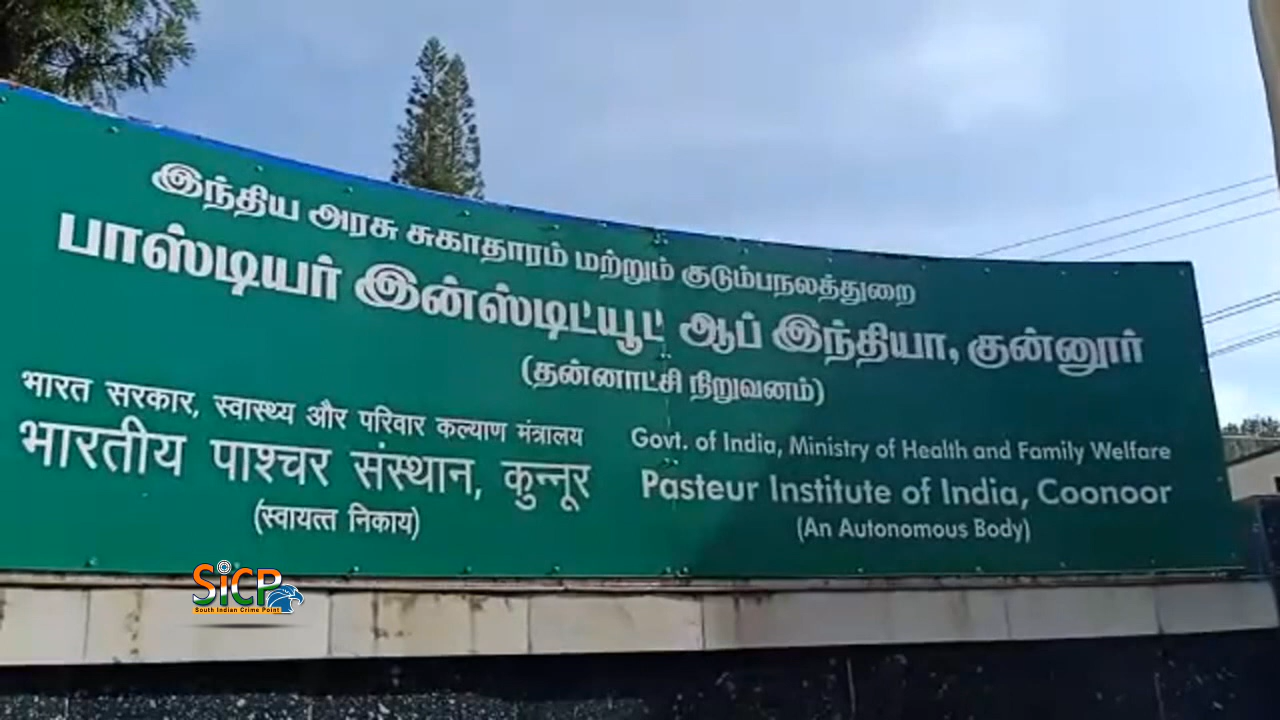 இந்திய அரசு சுகாதாரம் மற்றும் குடும்பநலத்துறை
பாஸ்டியர் இன்ஸ்டிட்யூட் ஆப் இந்தியா, குன்னூர்
(தன்னாட்சி நிறுவனம்)
भारत सरकार, स्वास्थ्य और परिवार कल्याण मंत्रालय
भारतीय पाश्चर संस्थान, कुन्नूर
(स्वायत्त निकाय)
Govt. of India, Ministry of Health and Family Welfare
Pasteur Institute of India, Coonoor
(An Autonomous Body)
SiCP
South Indian Crime Point